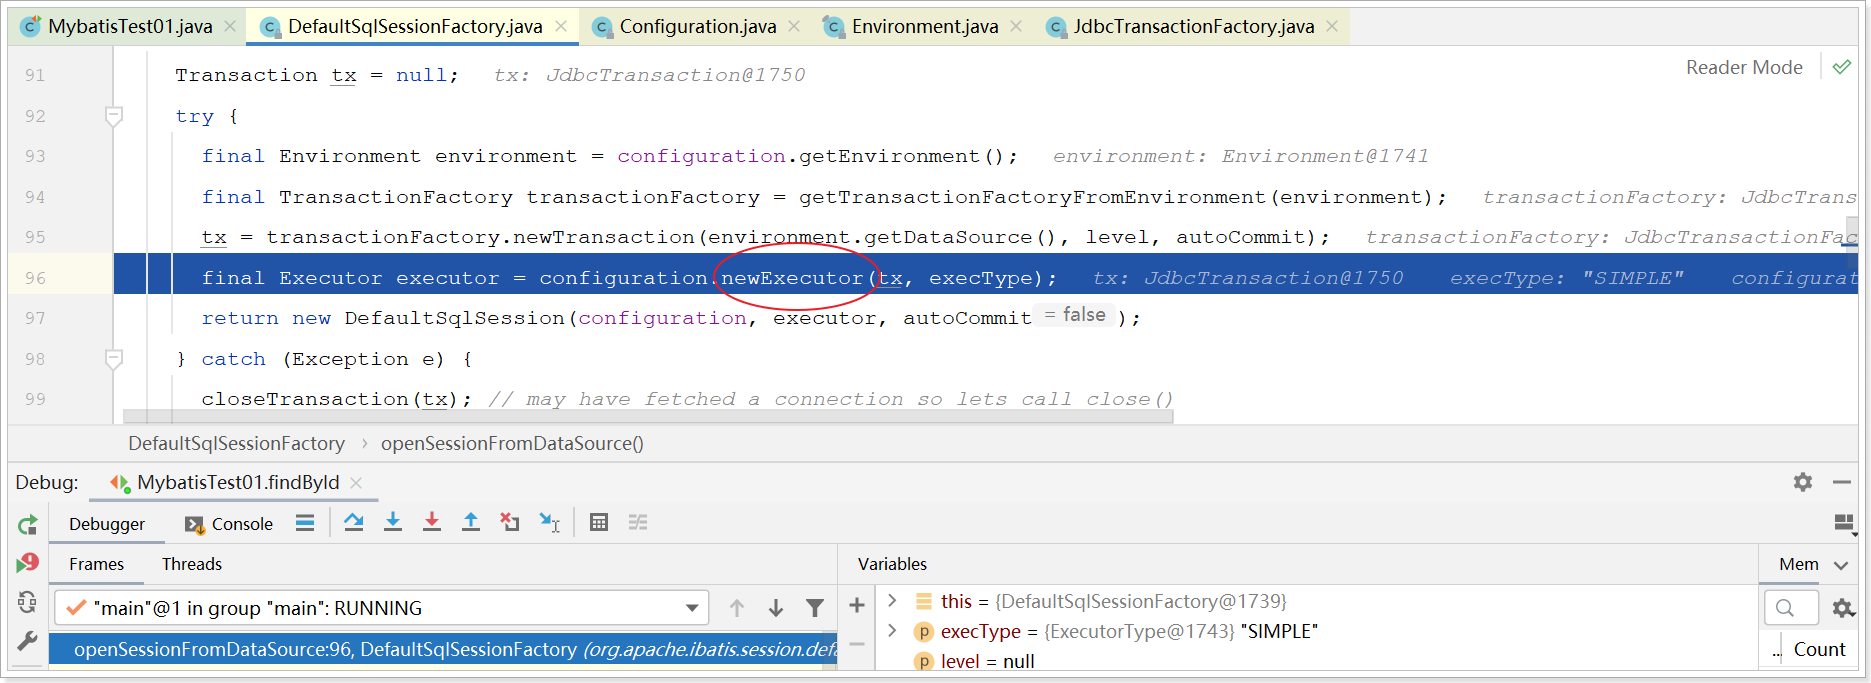 MybatisTest01.java DefaultSqlSessionFactory.java Configuration.java Environment.java JdbcTransactionFactory.java
Reader Mode
91 Transaction tx = null; tx: JdbcTransaction@1750
92 try {
93 final Environment environment = configuration.getEnvironment(); environment: Environment@1741
94 final TransactionFactory transactionFactory = getTransactionFactoryFromEnvironment(environment); transactionFactory: JdbcTrans
95 tx = transactionFactory.newTransaction(environment.getDataSource(), level, autoCommit); transactionFactory: JdbcTransactionFac
96 final Executor executor = configuration.newExecutor(tx, execType); tx: JdbcTransaction@1750 execType: "SIMPLE" configurat
97 return new DefaultSqlSession(configuration, executor, autoCommit = false );
98 } catch (Exception e) {
99 closeTransaction(tx); // may have fetched a connection so lets call close()
DefaultSqlSessionFactory › openSessionFromDataSource()
Debug: MybatisTest01.findById
Debugger Console
Frames Threads Variables Mem
"main"@1 in group "main": RUNNING
this = {DefaultSqlSessionFactory@1739}
execType = {ExecutorType@1743} "SIMPLE"
openSessionFromDataSource:96, DefaultSqlSessionFactory (org.apache.ibatis.session.defa
level = null
.. Count